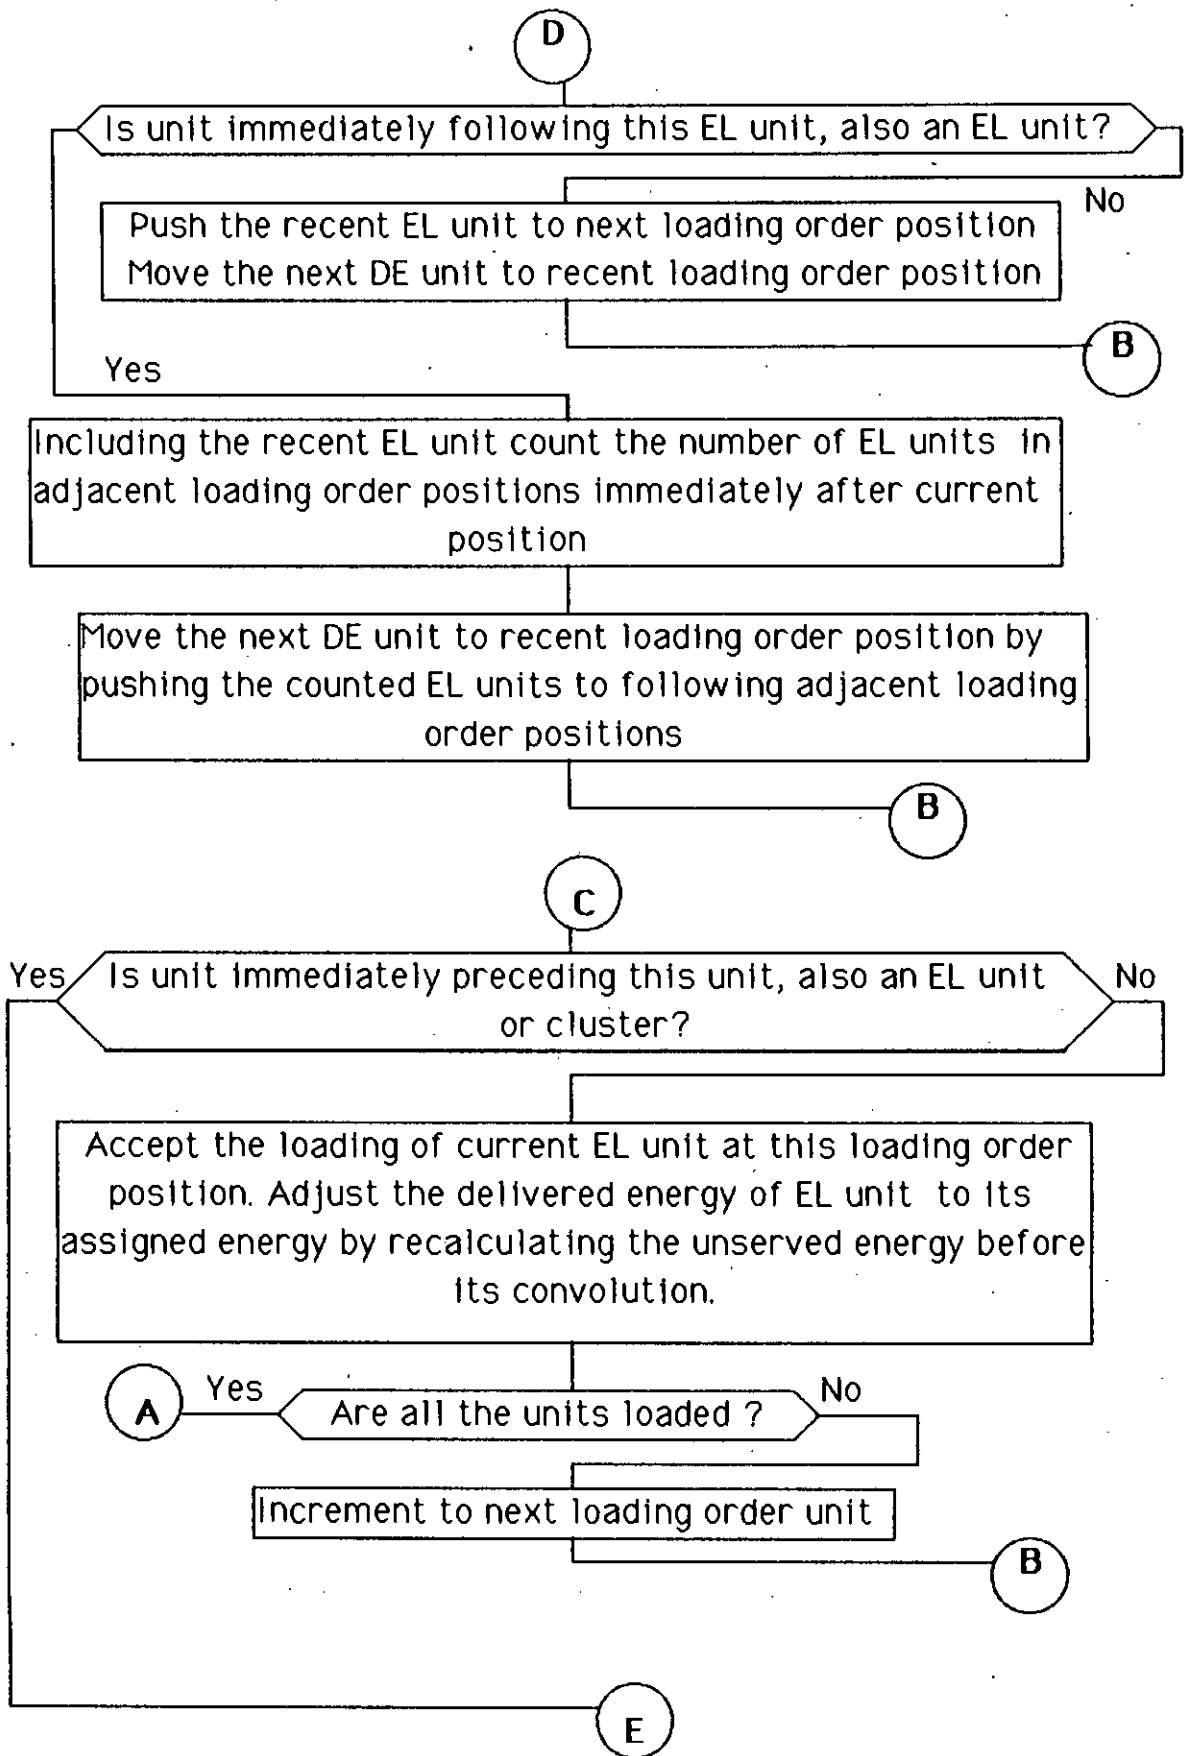 D
Is unit immediately following this EL unit, also an EL unit?
No
Push the recent EL unit to next loading order position
Move the next DE unit to recent loading order position
B
Yes
Including the recent EL unit count the number of EL units in
adjacent loading order positions immediately after current
position
Move the next DE unit to recent loading order position by
pushing the counted EL units to following adjacent loading
order positions
B
C
Yes
Is unit immediately preceding this unit, also an EL unit
or cluster?
No
Accept the loading of current EL unit at this loading order
position. Adjust the delivered energy of EL unit to its
assigned energy by recalculating the unserved energy before
its convolution.
A
Yes
Are all the units loaded ?
No
Increment to next loading order unit
B
E